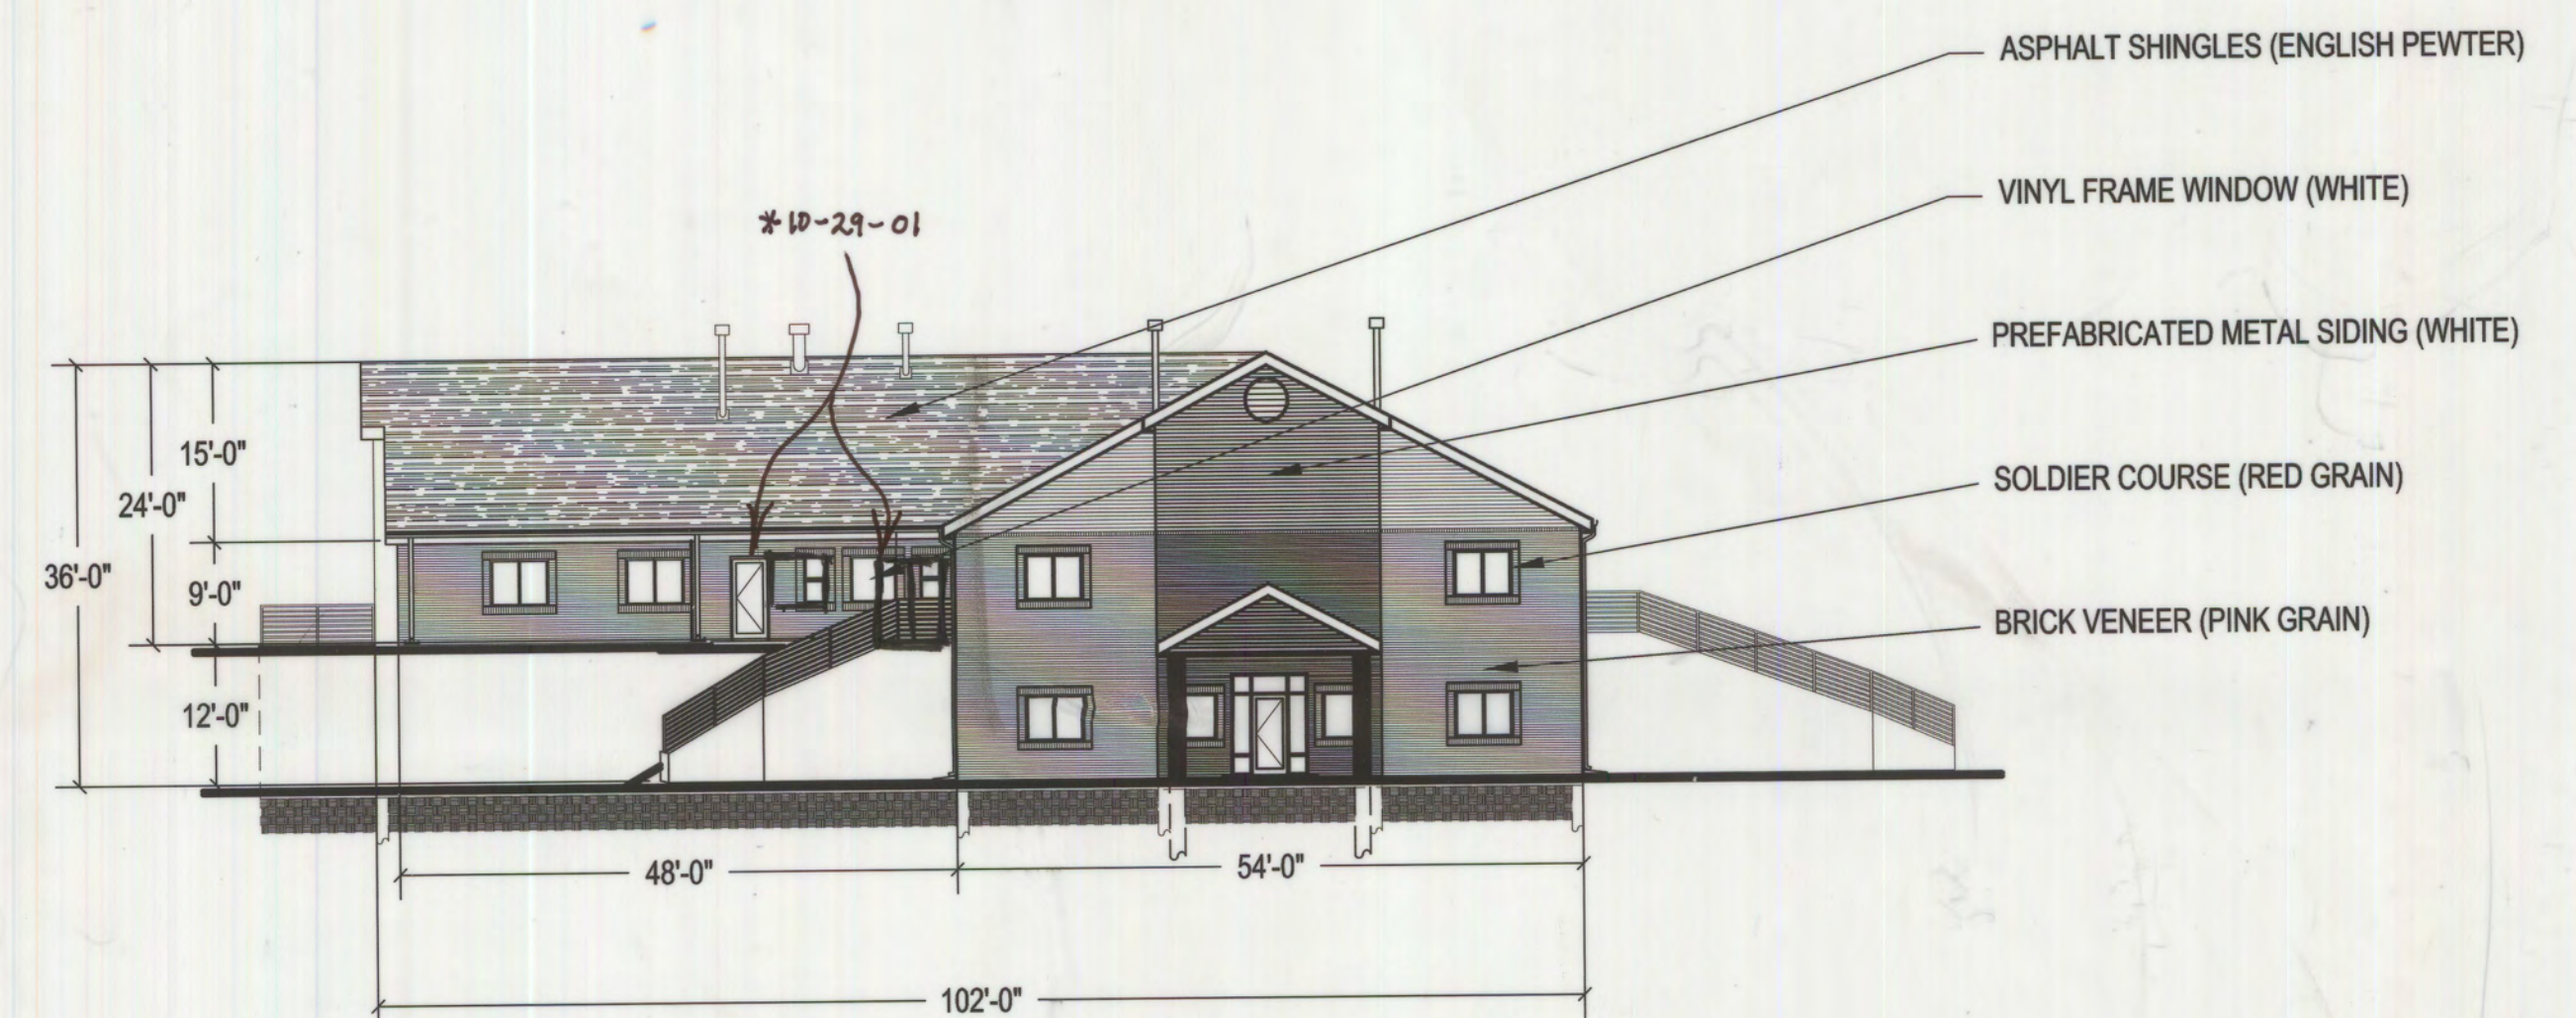 ASPHALT SHINGLES (ENGLISH PEWTER)
VINYL FRAME WINDOW (WHITE)
*10-29-01
PREFABRICATED METAL SIDING (WHITE)
SOLDIER COURSE (RED GRAIN)
BRICK VENEER (PINK GRAIN)
15'-0"
24'-0"
36'-0"
9'-0"
12'-0"
48'-0"
54'-0"
102'-0"